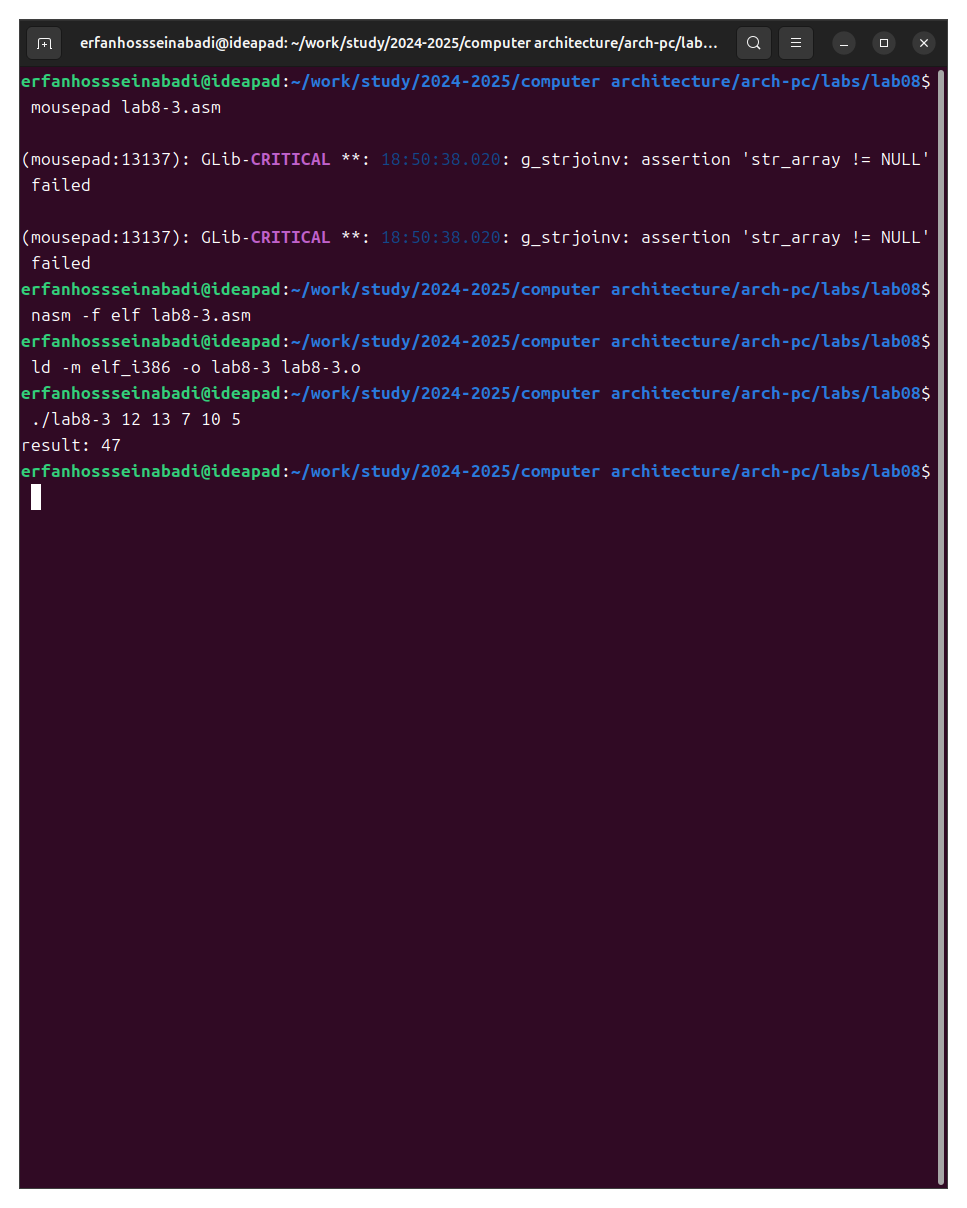 erfanhossseinabadi@ideapad: ~/work/study/2024-2025/computer architecture/arch-pc/lab...
erfanhossseinabadi@ideapad:~/work/study/2024-2025/computer architecture/arch-pc/labs/lab08$
mousepad lab8-3.asm
(mousepad:13137): GLib-CRITICAL **: 18:50:38.020: g_strjoinv: assertion 'str_array != NULL'
failed
(mousepad:13137): GLib-CRITICAL **: 18:50:38.020: g_strjoinv: assertion 'str_array != NULL'
failed
erfanhossseinabadi@ideapad:~/work/study/2024-2025/computer architecture/arch-pc/labs/lab08$
nasm -f elf lab8-3.asm
erfanhossseinabadi@ideapad:~/work/study/2024-2025/computer architecture/arch-pc/labs/lab08$
ld -m elf_i386 -o lab8-3 lab8-3.o
erfanhossseinabadi@ideapad:~/work/study/2024-2025/computer architecture/arch-pc/labs/lab08$
./lab8-3 12 13 7 10 5
result: 47
erfanhossseinabadi@ideapad:~/work/study/2024-2025/computer architecture/arch-pc/labs/lab08$